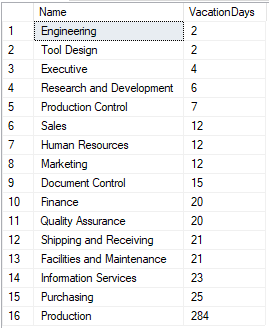 Name VacationDays
1 Engineering 2
2 Tool Design 2
3 Executive 4
4 Research and Development 6
5 Production Control 7
6 Sales 12
7 Human Resources 12
8 Marketing 12
9 Document Control 15
10 Finance 20
11 Quality Assurance 20
12 Shipping and Receiving 21
13 Facilities and Maintenance 21
14 Information Services 23
15 Purchasing 25
16 Production 284